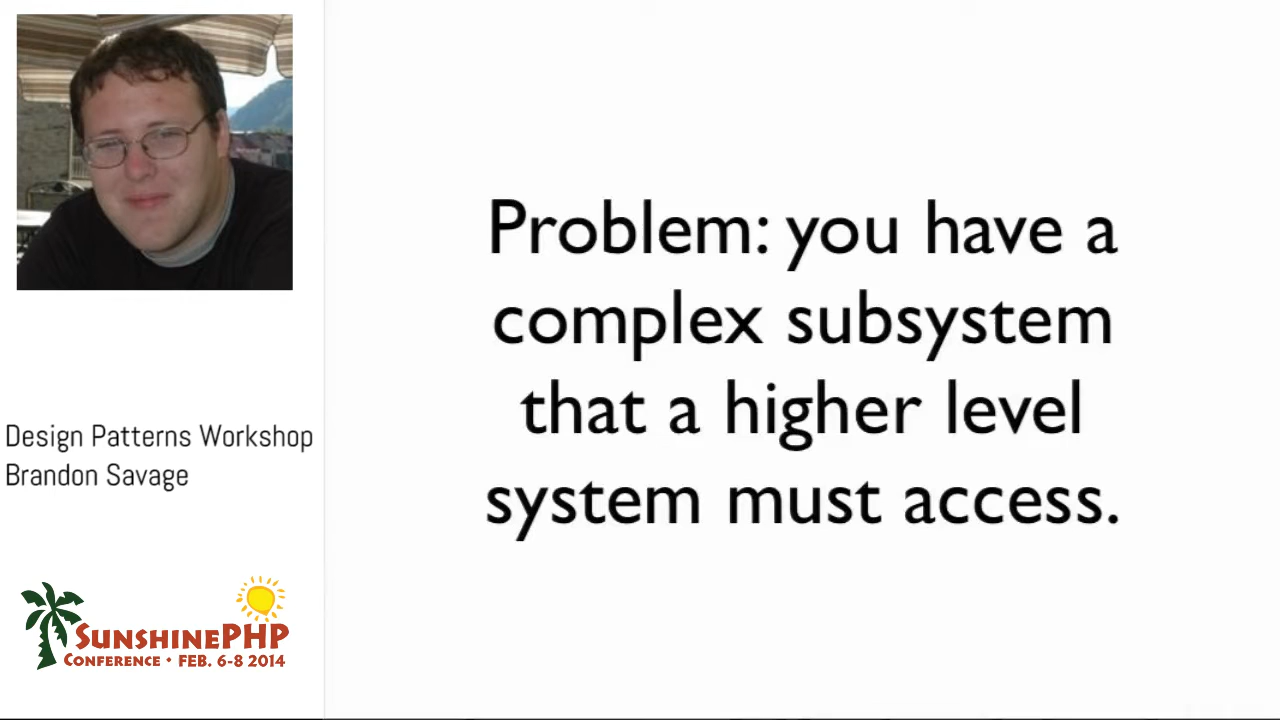 Problem: you have a
complex subsystem
that a higher level
system must access.
Design Patterns Workshop
Brandon Savage
SUNSHINEPHP
CONFERENCE • FEB. 6-8 2014